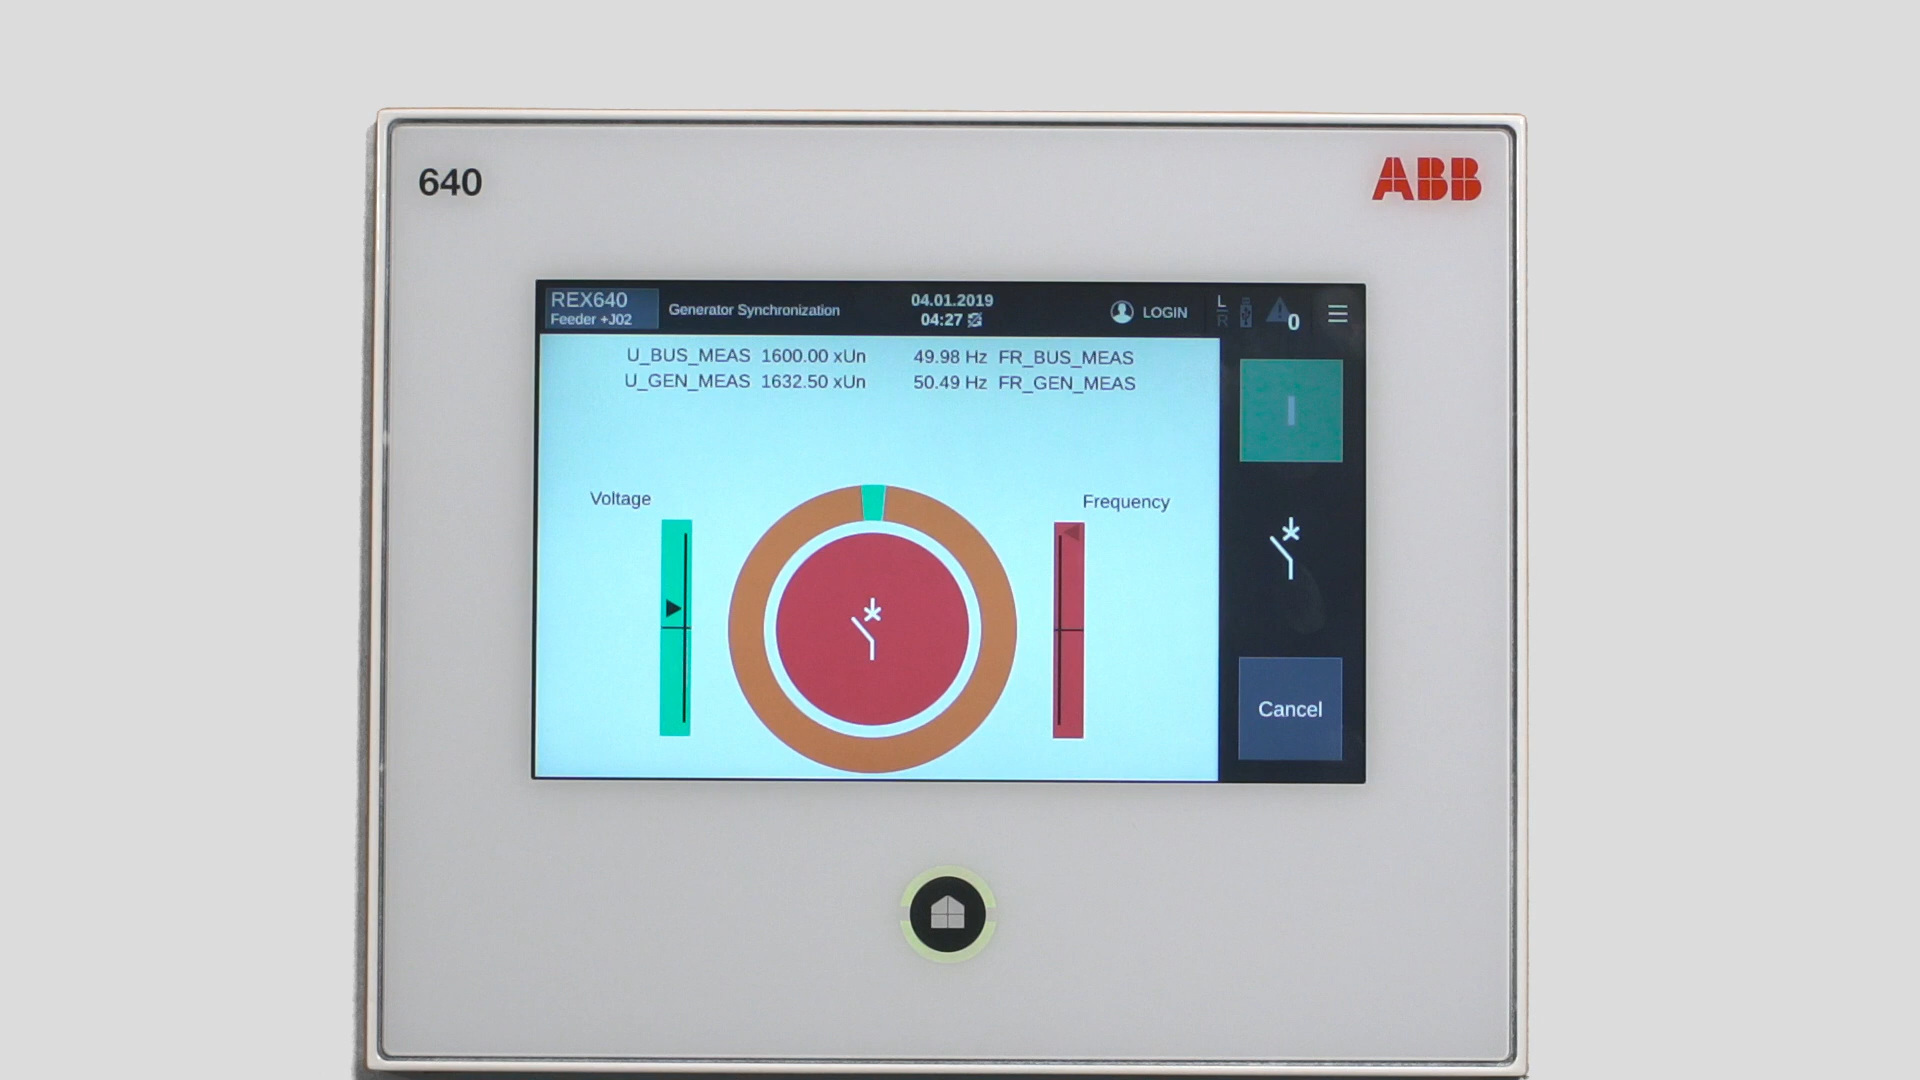 640
ABB
REX640
Feeder +J02
Generator Synchronization
04.01.2019
04:27
LOGIN
L
R
0
U_BUS_MEAS 1600.00 xUn 49.98 Hz FR_BUS_MEAS
U_GEN_MEAS 1632.50 xUn 50.49 Hz FR_GEN_MEAS
I
Voltage
Frequency
Cancel